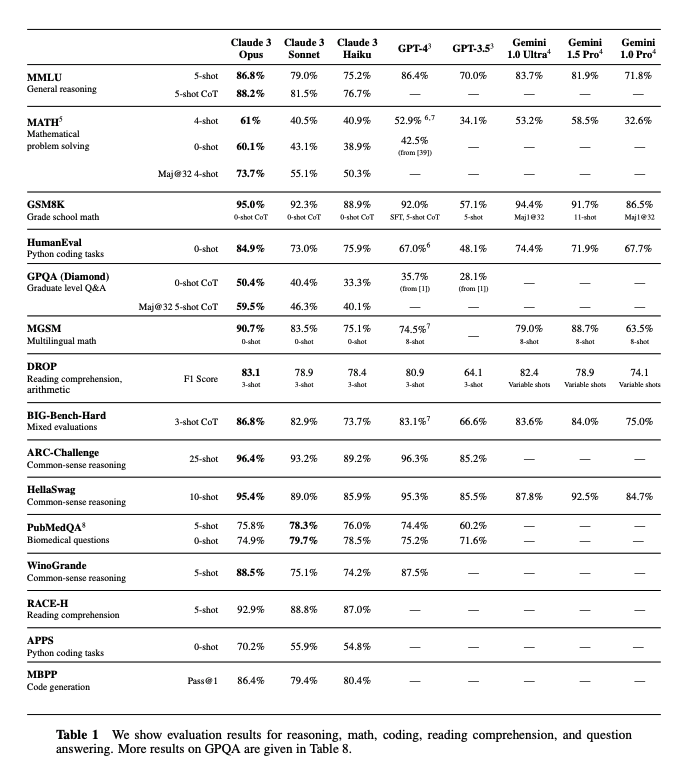 Claude 3 Opus Claude 3 Sonnet Claude 3 Haiku GPT-4³ GPT-3.5³ Gemini 1.0 Ultra⁴ Gemini 1.5 Pro⁴ Gemini 1.0 Pro⁴
MMLU 5-shot 86.8% 79.0% 75.2% 86.4% 70.0% 83.7% 81.9% 71.8%
General reasoning
5-shot CoT 88.2% 81.5% 76.7% — — — — —
MATH⁵ 4-shot 61% 40.5% 40.9% 52.9% ⁶,⁷ 34.1% 53.2% 58.5% 32.6%
Mathematical
problem solving
0-shot 60.1% 43.1% 38.9% 42.5% (from [39]) — — — —
Maj@32 4-shot 73.7% 55.1% 50.3% — — — — —
GSM8K 95.0% 92.3% 88.9% 92.0% 57.1% 94.4% 91.7% 86.5%
Grade school math 0-shot CoT 0-shot CoT 0-shot CoT SFT, 5-shot CoT 5-shot Maj1@32 11-shot Maj1@32
HumanEval 0-shot 84.9% 73.0% 75.9% 67.0%⁶ 48.1% 74.4% 71.9% 67.7%
Python coding tasks
GPQA (Diamond)
Graduate level Q&A
0-shot CoT 50.4% 40.4% 33.3% 35.7% (from [1]) 28.1% (from [1]) — — —
Maj@32 5-shot CoT 59.5% 46.3% 40.1% — — — — —
MGSM 90.7% 83.5% 75.1% 74.5%⁷ — 79.0% 88.7% 63.5%
Multilingual math 0-shot 0-shot 0-shot 8-shot 8-shot 8-shot 8-shot
DROP
Reading comprehension,
arithmetic
F1 Score 83.1 78.9 78.4 80.9 64.1 82.4 78.9 74.1
3-shot 3-shot 3-shot 3-shot 3-shot Variable shots Variable shots Variable shots
BIG-Bench-Hard
Mixed evaluations
3-shot CoT 86.8% 82.9% 73.7% 83.1%⁷ 66.6% 83.6% 84.0% 75.0%
ARC-Challenge
Common-sense reasoning
25-shot 96.4% 93.2% 89.2% 96.3% 85.2% — — —
HellaSwag
Common-sense reasoning
10-shot 95.4% 89.0% 85.9% 95.3% 85.5% 87.8% 92.5% 84.7%
PubMedQA⁸ 5-shot 75.8% 78.3% 76.0% 74.4% 60.2% — — —
Biomedical questions 0-shot 74.9% 79.7% 78.5% 75.2% 71.6% — — —
WinoGrande
Common-sense reasoning
5-shot 88.5% 75.1% 74.2% 87.5% — — — —
RACE-H
Reading comprehension
5-shot 92.9% 88.8% 87.0% — — — — —
APPS
Python coding tasks
0-shot 70.2% 55.9% 54.8% — — — — —
MBPP
Code generation
Pass@1 86.4% 79.4% 80.4% — — — — —
Table 1 We show evaluation results for reasoning, math, coding, reading comprehension, and question
answering. More results on GPQA are given in Table 8.